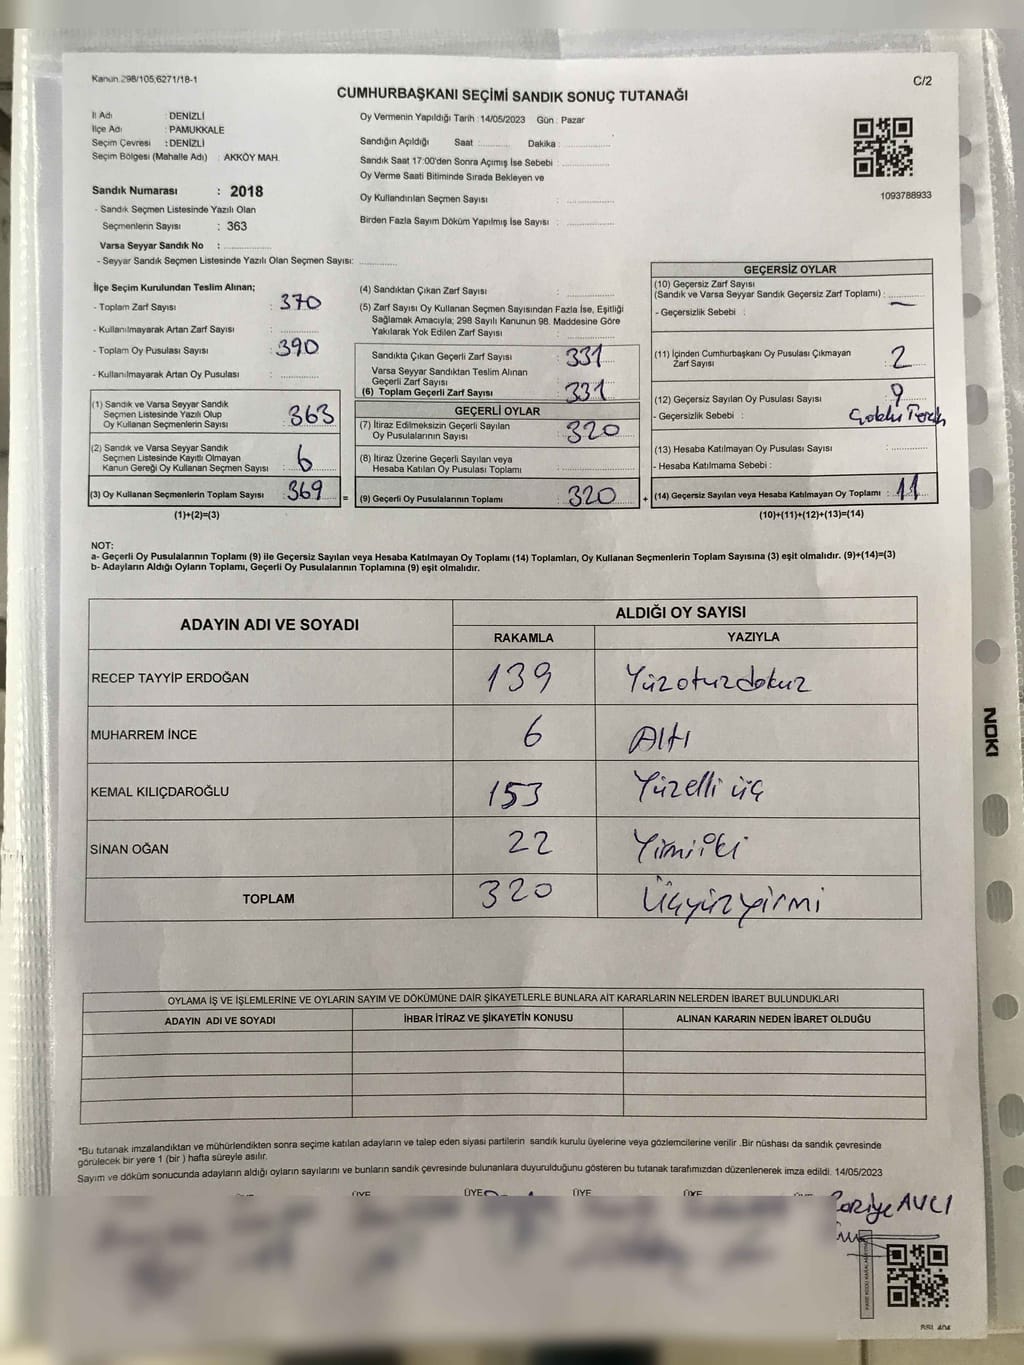 Kanun 298/105,6271/18-1
C/2
CUMHURBAŞKANI SEÇİMİ SANDIK SONUÇ TUTANAĞI
İl Adı : DENİZLİ
İlçe Adı : PAMUKKALE
Seçim Çevresi : DENİZLİ
Seçim Bölgesi (Mahalle Adı) : AKKÖY MAH.
Sandık Numarası : 2018
- Sandık Seçmen Listesinde Yazılı Olan
Seçmenlerin Sayısı : 363
Varsa Seyyar Sandık No : ............
- Seyyar Sandık Seçmen Listesinde Yazılı Olan Seçmen Sayısı: ............
Oy Vermenin Yapıldığı Tarih : 14/05/2023 Gün : Pazar
Sandığın Açıldığı Saat : ........... Dakika : ............
Sandık Saat 17:00'den Sonra Açımış İse Sebebi : ............
Oy Verme Saati Bitiminde Sırada Bekleyen ve
Oy Kullandırılan Seçmen Sayısı : ............
Birden Fazla Sayım Döküm Yapılmış İse Sayısı : ............
1093788933
İlçe Seçim Kurulundan Teslim Alınan;
- Toplam Zarf Sayısı : 370
- Kullanılmayarak Artan Zarf Sayısı : ............
- Toplam Oy Pusulası Sayısı : 390
- Kullanılmayarak Artan Oy Pusulası : ............
(1) Sandık ve Varsa Seyyar Sandık
Seçmen Listesinde Yazılı Olup
Oy Kullanan Seçmenlerin Sayısı : 363
(2) Sandık ve Varsa Seyyar Sandık
Seçmen Listesinde Kayıtlı Olmayan
Kanun Gereği Oy Kullanan Seçmen Sayısı : 6
(3) Oy Kullanan Seçmenlerin Toplam Sayısı : 369 =
(1)+(2)=(3)
(4) Sandıktan Çıkan Zarf Sayısı : ............
(5) Zarf Sayısı Oy Kullanan Seçmen Sayısından Fazla İse, Eşitliği
Sağlamak Amacıyla; 298 Sayılı Kanunun 98. Maddesine Göre
Yakılarak Yok Edilen Zarf Sayısı : ............
Sandıkta Çıkan Geçerli Zarf Sayısı : 331
Varsa Seyyar Sandıktan Teslim Alınan
Geçerli Zarf Sayısı : ............
(6) Toplam Geçerli Zarf Sayısı : 331
GEÇERLİ OYLAR
(7) İtiraz Edilmeksizin Geçerli Sayılan
Oy Pusulalarının Sayısı : 320
(8) İtiraz Üzerine Geçerli Sayılan veya
Hesaba Katılan Oy Pusulası Toplamı : ............
(9) Geçerli Oy Pusulalarının Toplamı : 320 +
GEÇERSİZ OYLAR
(10) Geçersiz Zarf Sayısı
(Sandık ve Varsa Seyyar Sandık Geçersiz Zarf Toplamı) : –
- Geçersizlik Sebebi :
(11) İçinden Cumhurbaşkanı Oy Pusulası Çıkmayan
Zarf Sayısı : 2
(12) Geçersiz Sayılan Oy Pusulası Sayısı : 9
- Geçersizlik Sebebi :
(13) Hesaba Katılmayan Oy Pusulası Sayısı : ............
- Hesaba Katılmama Sebebi :
(14) Geçersiz Sayılan veya Hesaba Katılmayan Oy Toplamı : 11
(10)+(11)+(12)+(13)=(14)
NOT:
a- Geçerli Oy Pusulalarının Toplamı (9) ile Geçersiz Sayılan veya Hesaba Katılmayan Oy Toplamı (14) Toplamları, Oy Kullanan Seçmenlerin Toplam Sayısına (3) eşit olmalıdır. (9)+(14)=(3)
b- Adayların Aldığı Oyların Toplamı, Geçerli Oy Pusulalarının Toplamına (9) eşit olmalıdır.
ADAYIN ADI VE SOYADI ALDIĞI OY SAYISI
RAKAMLA YAZIYLA
RECEP TAYYİP ERDOĞAN 139 Yüzotuzdokuz
MUHARREM İNCE 6 Altı
KEMAL KILIÇDAROĞLU 153 Yüzelli üç
SİNAN OĞAN 22 Yirmi iki
TOPLAM 320 Üçyüzyirmi
OYLAMA İŞ VE İŞLEMLERİNE VE OYLARIN SAYIM VE DÖKÜMÜNE DAİR ŞİKAYETLERLE BUNLARA AİT KARARLARIN NELERDEN İBARET BULUNDUKLARI
ADAYIN ADI VE SOYADI İHBAR İTİRAZ VE ŞİKAYETİN KONUSU ALINAN KARARIN NEDEN İBARET OLDUĞU
*Bu tutanak imzalandıktan ve mühürlendikten sonra seçime katılan adayların ve talep eden siyasi partilerin sandık kurulu üyelerine veya gözlemcilerine verilir .Bir nüshası da sandık çevresinde
görülecek bir yere 1 (bir ) hafta süreyle asılır.
Sayım ve döküm sonucunda adayların aldığı oyların sayılarını ve bunların sandık çevresinde bulunanlara duyurulduğunu gösteren bu tutanak tarafımızdan düzenlenerek imza edildi. 14/05/2023
ÜYE ÜYE ÜYE ÜYE
AVCI
NOKI